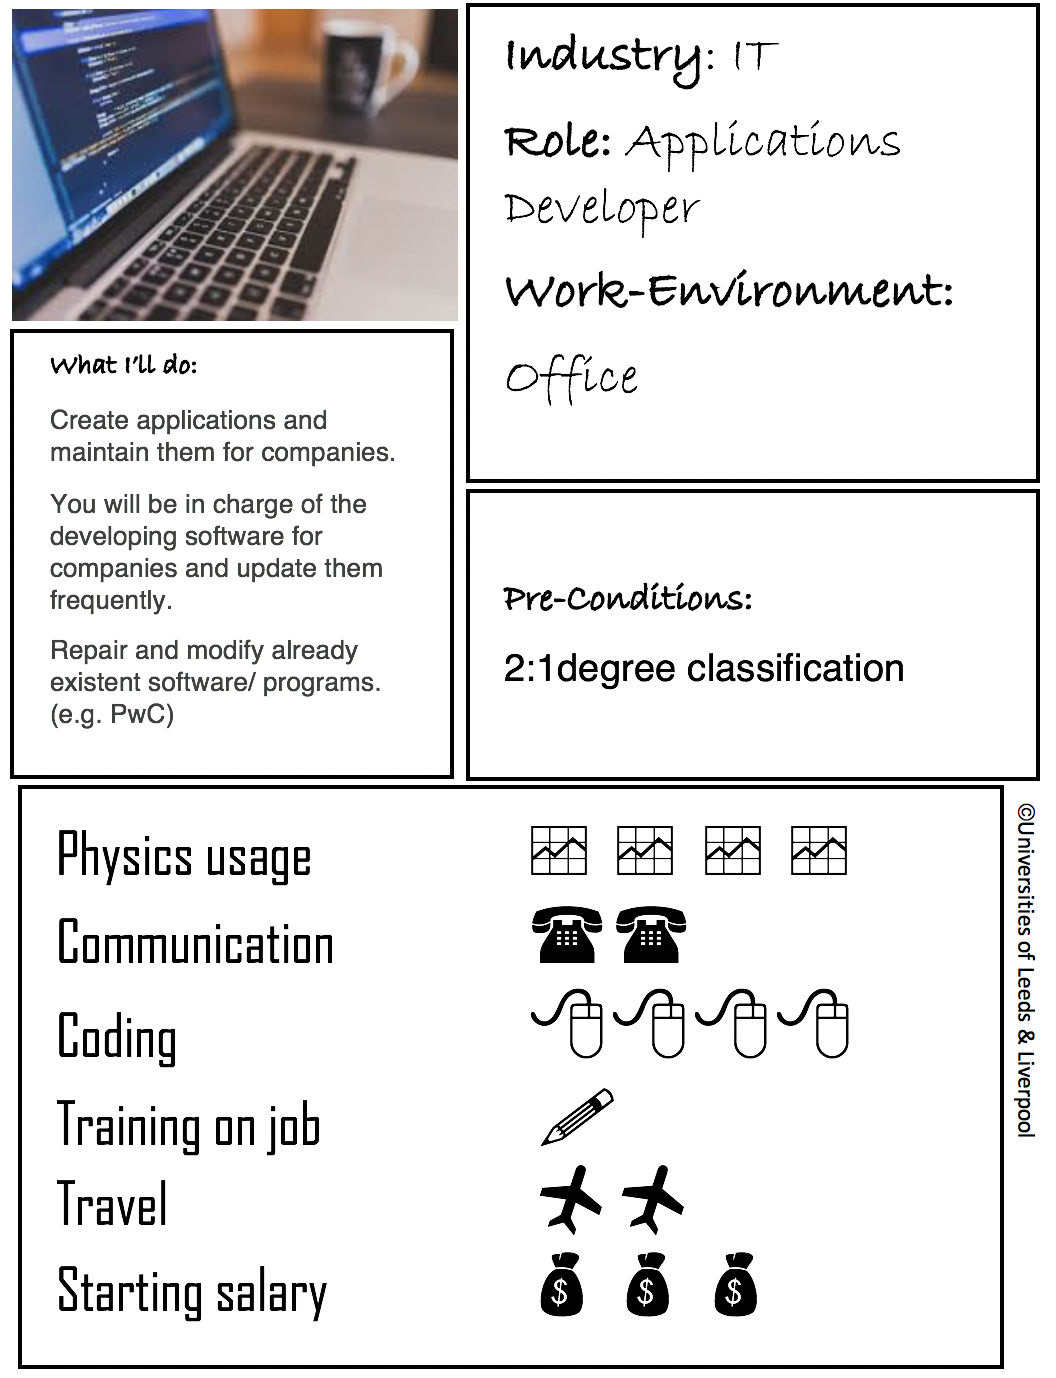 Industry: IT
Role: Applications
Developer
Work-Environment:
Office
What I'll do:
Create applications and
maintain them for companies.
You will be in charge of the
developing software for
companies and update them
frequently.
Repair and modify already
existent software/ programs.
(e.g. PwC)
Pre-Conditions:
2:1degree classification
Physics usage
Communication
Coding
Training on job
Travel
Starting salary
©Universities of Leeds & Liverpool